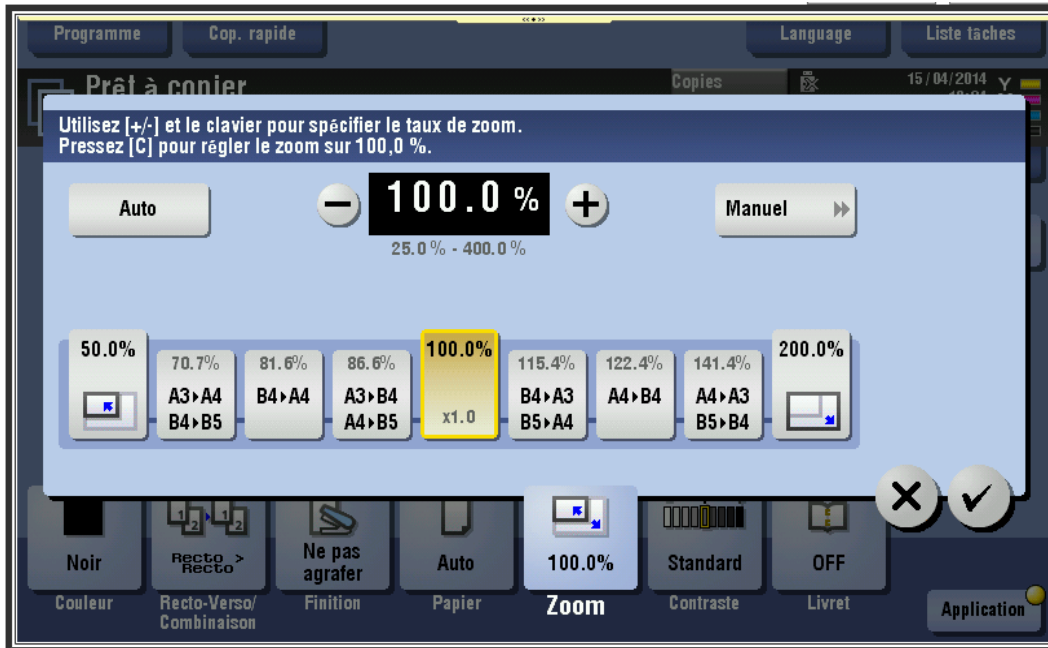 Programme
Cop. rapide
Language
Liste tâches
Prêt à copier
Copies
15/04/2014
Y
Utilisez [+/-] et le clavier pour spécifier le taux de zoom.
Pressez [C] pour régler le zoom sur 100,0 %.
Auto
100.0 %
Manuel
25.0% - 400.0%
50.0%
70.7%
A3▸A4
B4▸B5
81.6%
B4▸A4
86.6%
A3▸B4
A4▸B5
100.0%
x1.0
115.4%
B4▸A3
B5▸A4
122.4%
A4▸B4
141.4%
A4▸A3
B5▸B4
200.0%
Noir
1 2 1 2
Recto >
Recto
Ne pas
agrafer
Auto
100.0%
Standard
OFF
Couleur
Recto-Verso/
Combinaison
Finition
Papier
Zoom
Contraste
Livret
Application